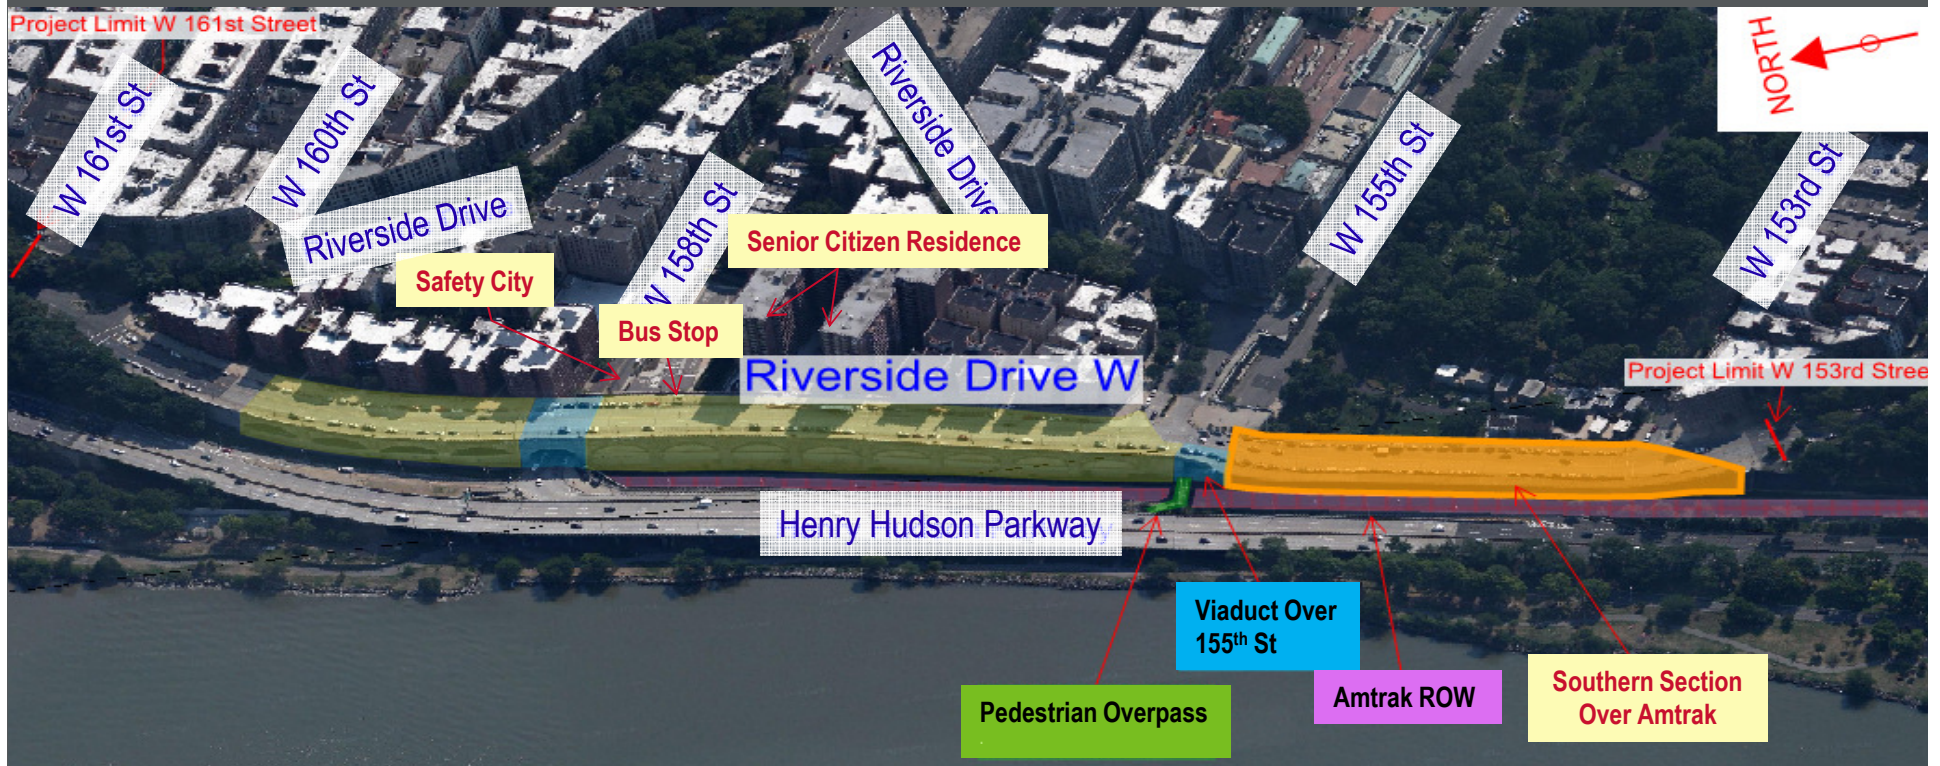 Project Limit W 161st Street
NORTH
W 161st St
W 160th St
Riverside Drive
Riverside Drive
W 155th St
W 153rd St
W 158th St
Senior Citizen Residence
Safety City
Bus Stop
Riverside Drive W
Project Limit W 153rd Stree
Henry Hudson Parkway
Viaduct Over
155th St
Amtrak ROW
Southern Section
Over Amtrak
Pedestrian Overpass